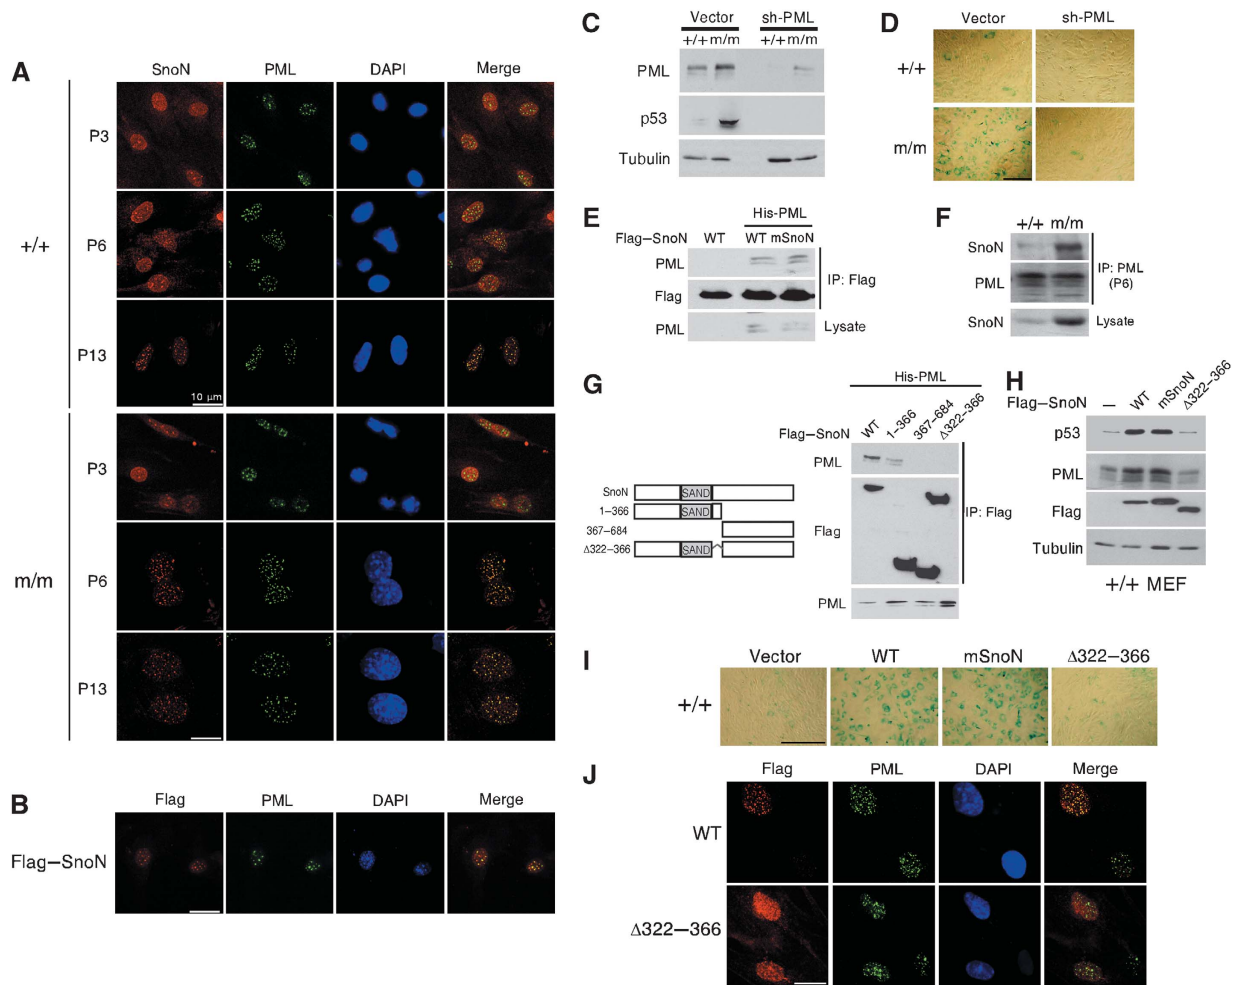 A
SnoN PML DAPI Merge
+/+
P3
P6
P13
10 μm
m/m
P3
P6
P13
B
Flag PML DAPI Merge
Flag–SnoN
C
Vector sh-PML
+/+ m/m +/+ m/m
PML
p53
Tubulin
D
Vector sh-PML
+/+
m/m
E
His-PML
Flag–SnoN WT WT mSnoN
PML
Flag
IP: Flag
PML
Lysate
F
+/+ m/m
SnoN
PML
IP: PML
(P6)
SnoN
Lysate
G
His-PML
Flag–SnoN WT 1–366 367–684 Δ322–366
PML
Flag
IP: Flag
PML
SnoN SAND
1–366 SAND
367–684
Δ322–366 SAND
H
Flag–SnoN — WT mSnoN Δ322–366
p53
PML
Flag
Tubulin
+/+ MEF
I
Vector WT mSnoN Δ322–366
+/+
J
Flag PML DAPI Merge
WT
Δ322–366